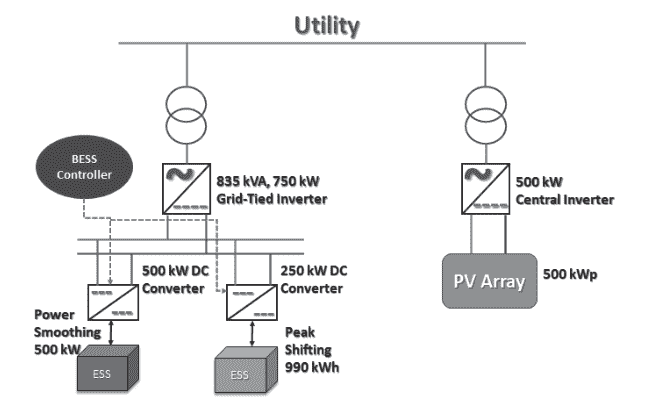 Utility
BESS
Controller
835 kVA, 750 kW
Grid-Tied Inverter
500 kW
Central Inverter
500 kW DC
Converter
250 kW DC
Converter
PV Array
500 kWp
Power
Smoothing
500 kW
Peak
Shifting
990 kWh
ESS
ESS